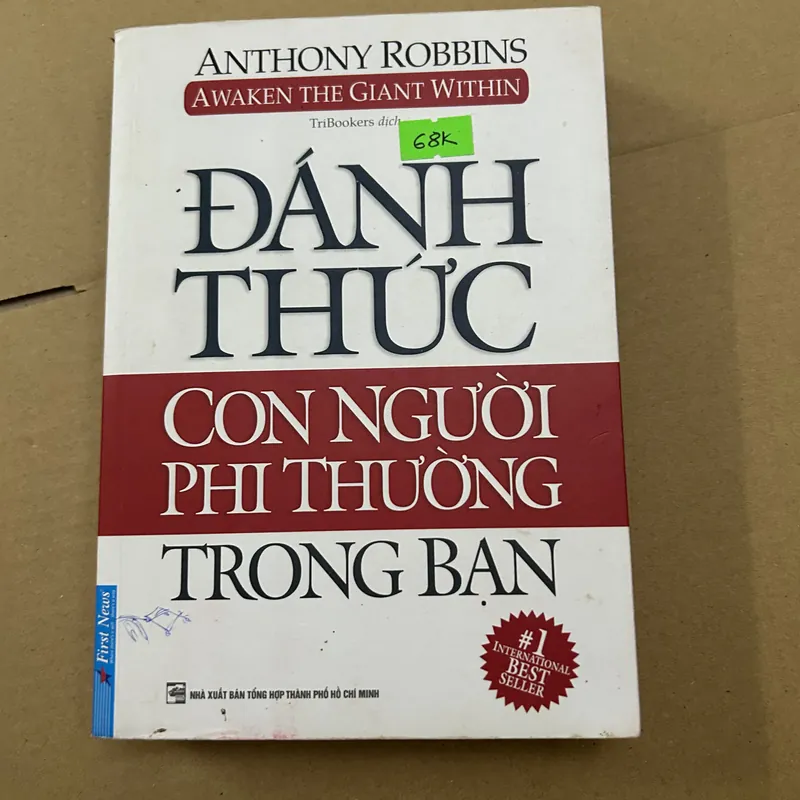 ANTHONY ROBBINS
AWAKEN THE GIANT WITHIN
TriBookers dịch
68K
ĐÁNH
THỨC
CON NGƯỜI
PHI THƯỜNG
TRONG BẠN
First News
#1
INTERNATIONAL
BEST
SELLER
NHÀ XUẤT BẢN TỔNG HỢP THÀNH PHỐ HỒ CHÍ MINH